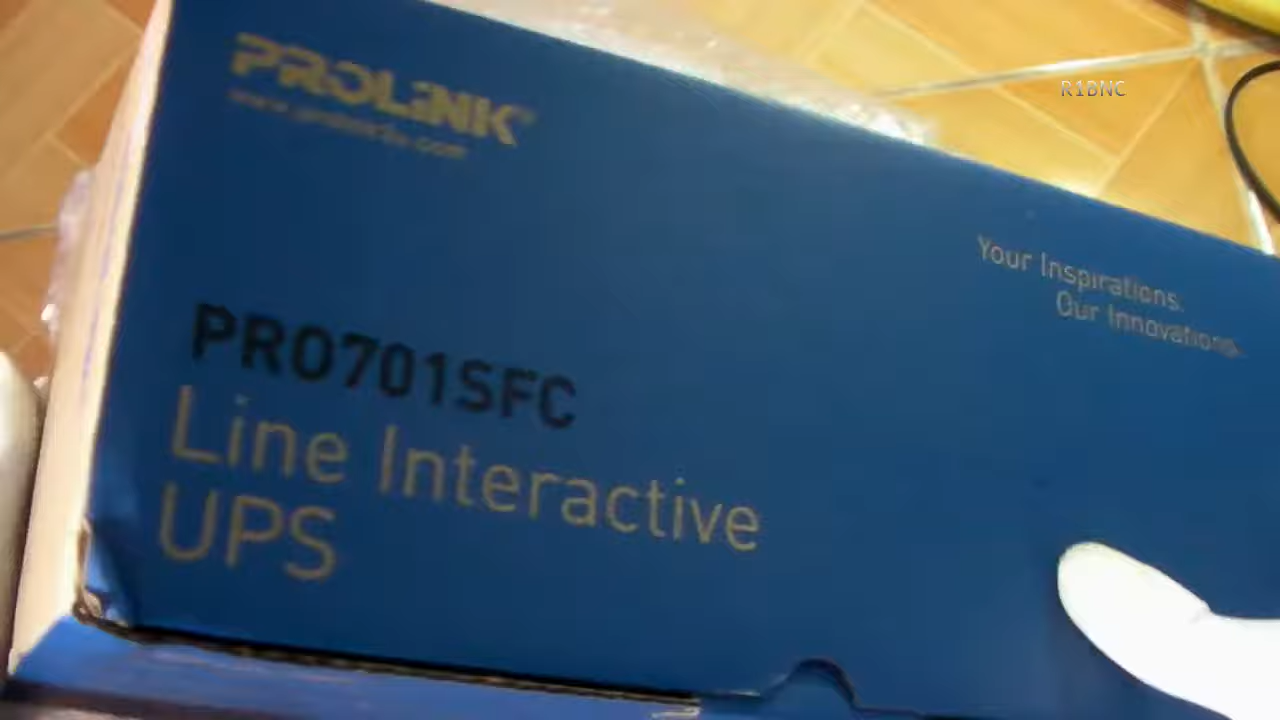 PROLiNK®
R1BNC
Your Inspirations.
Our Innovations.
PRO701SFC
Line Interactive
UPS